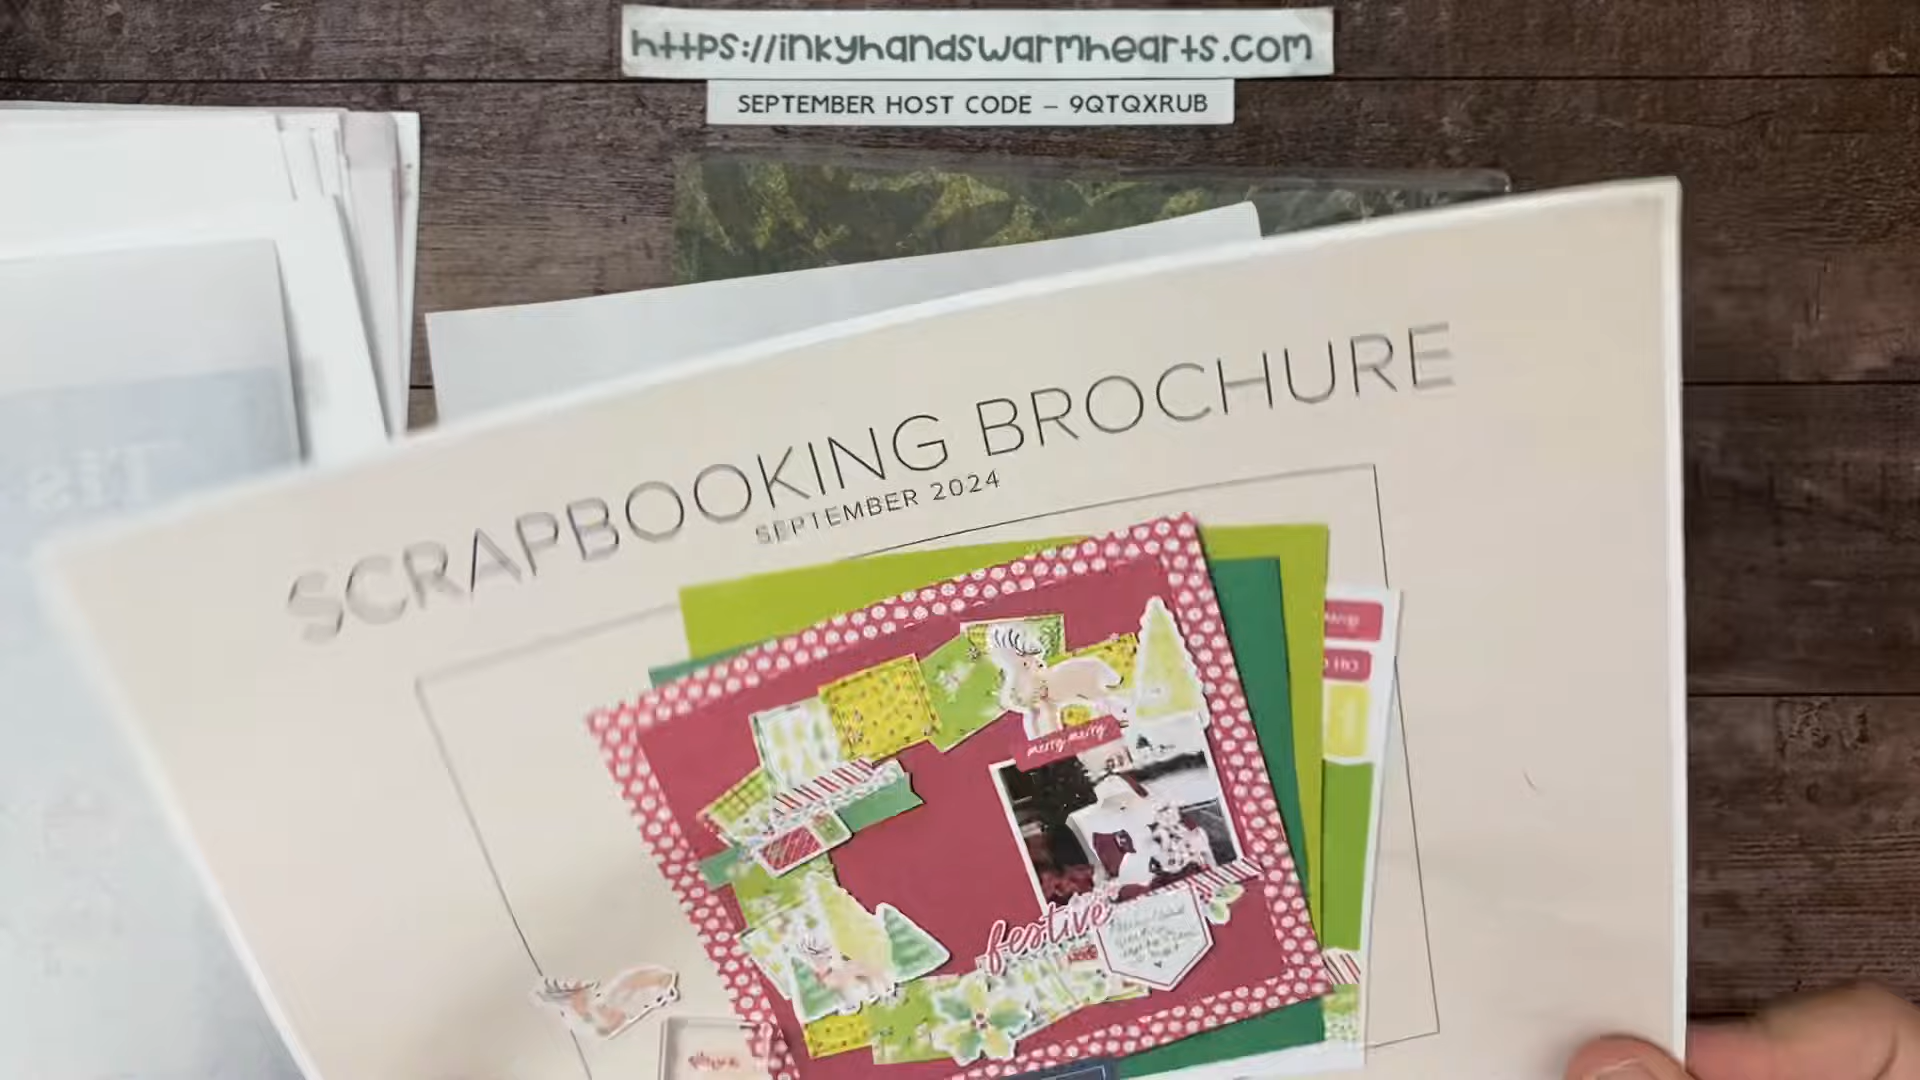 https://inkyhandswarmhearts.com
SEPTEMBER HOST CODE – 9QTQXRUB
SCRAPBOOKING BROCHURE
SEPTEMBER 2024
merry merry
festive